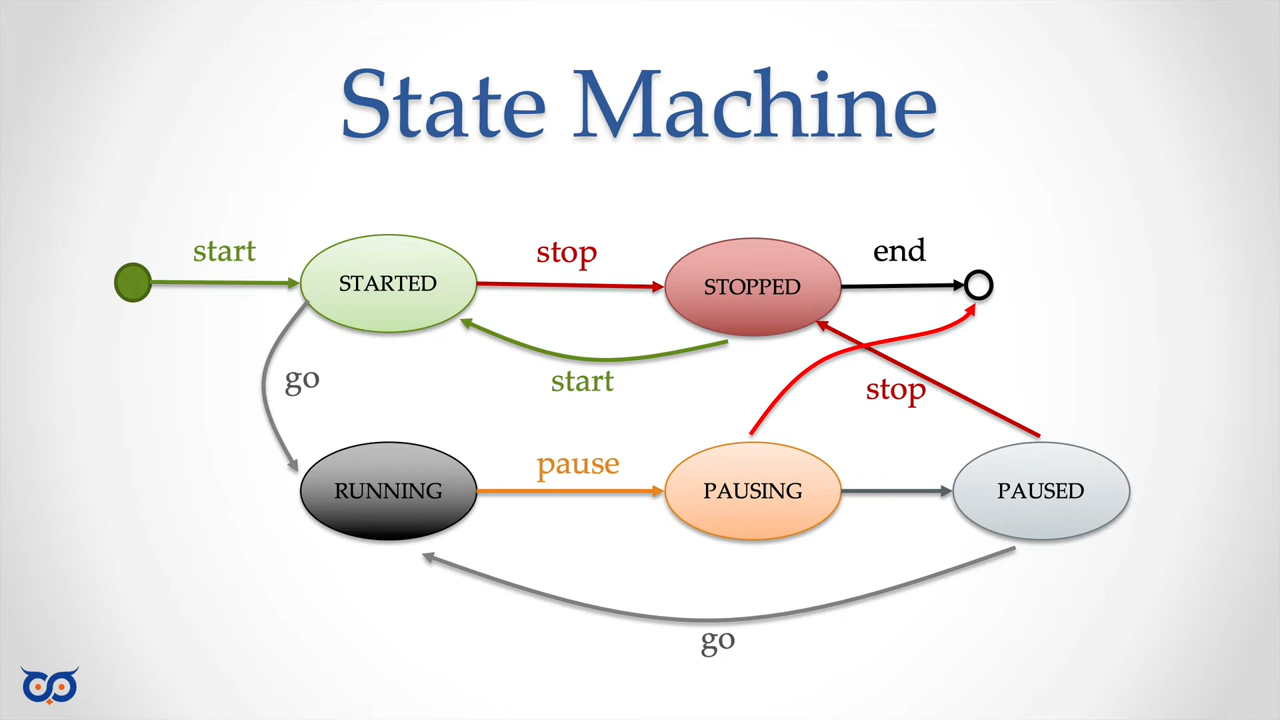 State Machine
start
STARTED
stop
STOPPED
end
go
start
stop
RUNNING
pause
PAUSING
PAUSED
go